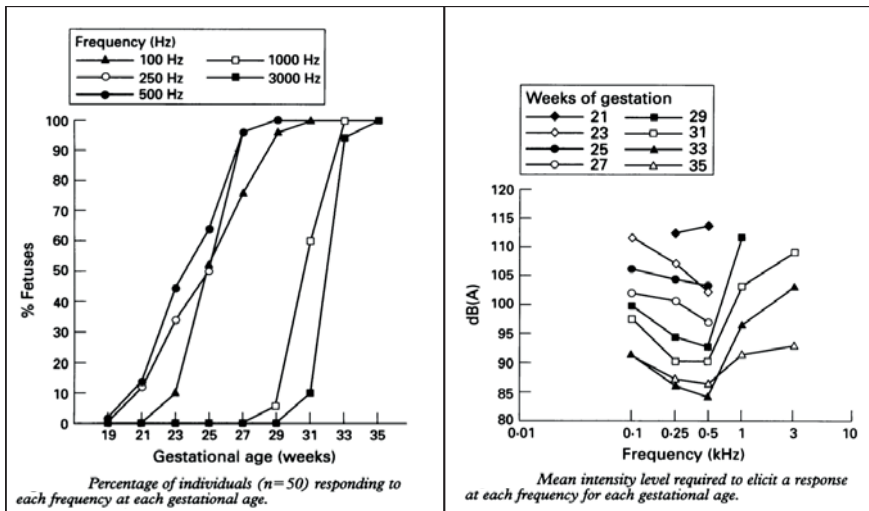 Frequency (Hz)
100 Hz 1000 Hz
250 Hz 3000 Hz
500 Hz
100
90
80
70
60
50
40
30
20
10
0
% Fetuses
19 21 23 25 27 29 31 33 35
Gestational age (weeks)
Percentage of individuals (n=50) responding to
each frequency at each gestational age.
Weeks of gestation
21 29
23 31
25 33
27 35
120
115
110
105
100
95
90
85
80
dB(A)
0·01 0·1 0·25 0·5 1 3 10
Frequency (kHz)
Mean intensity level required to elicit a response
at each frequency for each gestational age.